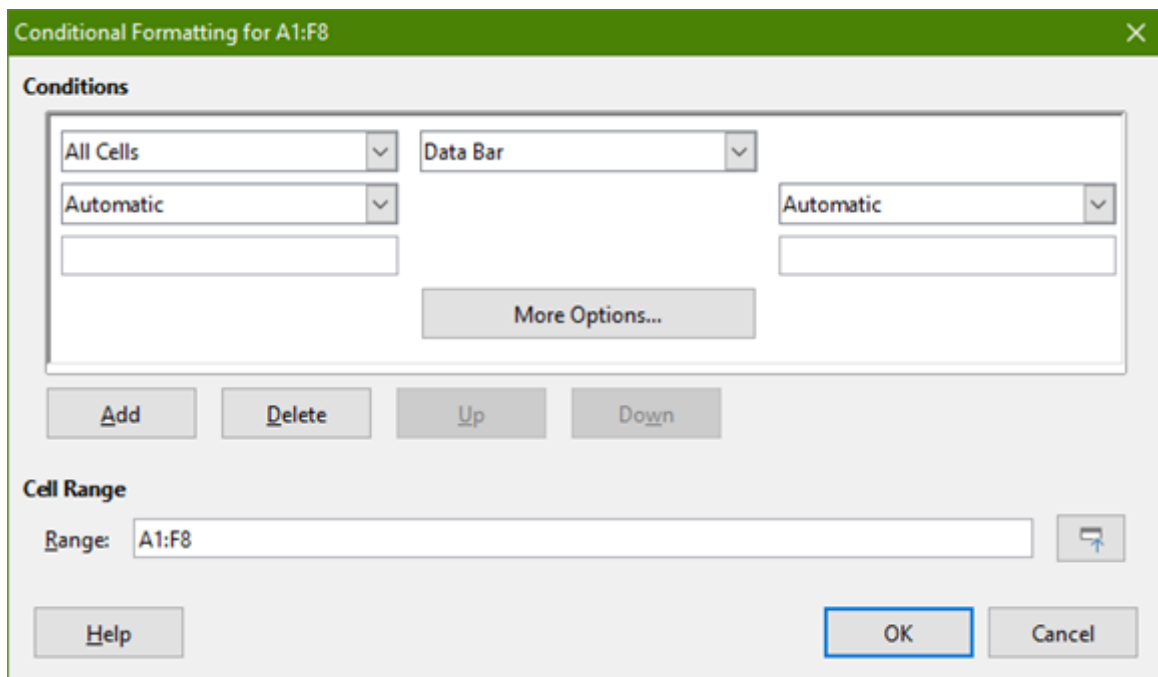 Conditional Formatting for A1:F8
Conditions
All Cells Data Bar
Automatic Automatic
More Options...
Add Delete Up Down
Cell Range
Range: A1:F8
Help OK Cancel